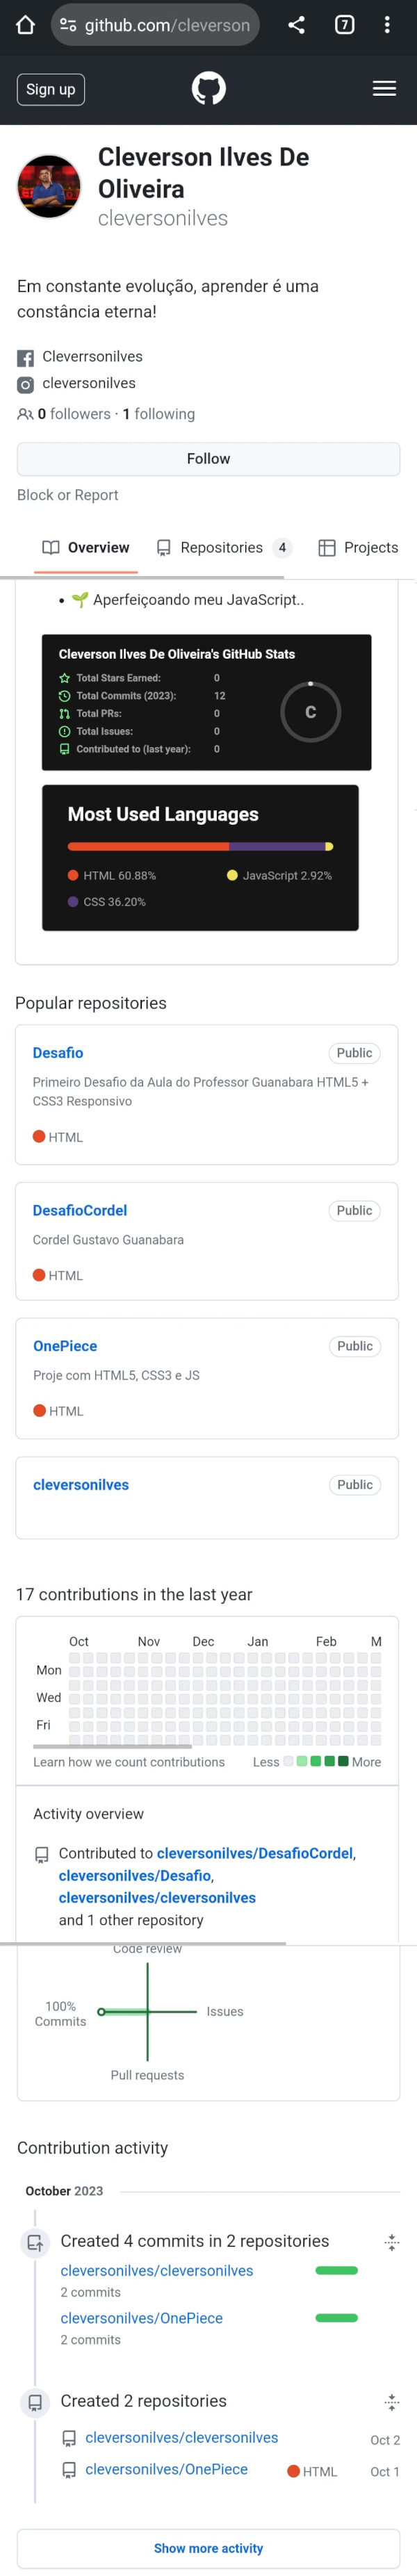 github.com/cleverson
7
Sign up
Cleverson Ilves De
Oliveira
cleversonilves
Em constante evolução, aprender é uma
constância eterna!
Cleverrsonilves
cleversonilves
0 followers · 1 following
Follow
Block or Report
Overview Repositories 4 Projects
• 🌱 Aperfeiçoando meu JavaScript..
Cleverson Ilves De Oliveira's GitHub Stats
Total Stars Earned: 0
Total Commits (2023): 12
Total PRs: 0
Total Issues: 0
Contributed to (last year): 0
C
Most Used Languages
HTML 60.88% JavaScript 2.92%
CSS 36.20%
Popular repositories
Desafio Public
Primeiro Desafio da Aula do Professor Guanabara HTML5 +
CSS3 Responsivo
HTML
DesafioCordel Public
Cordel Gustavo Guanabara
HTML
OnePiece Public
Proje com HTML5, CSS3 e JS
HTML
cleversonilves Public
17 contributions in the last year
Oct Nov Dec Jan Feb M
Mon
Wed
Fri
Learn how we count contributions Less More
Activity overview
Contributed to cleversonilves/DesafioCordel,
cleversonilves/Desafio,
cleversonilves/cleversonilves
and 1 other repository
Code review
100%
Commits
Issues
Pull requests
Contribution activity
October 2023
Created 4 commits in 2 repositories
cleversonilves/cleversonilves
2 commits
cleversonilves/OnePiece
2 commits
Created 2 repositories
cleversonilves/cleversonilves Oct 2
cleversonilves/OnePiece HTML Oct 1
Show more activity